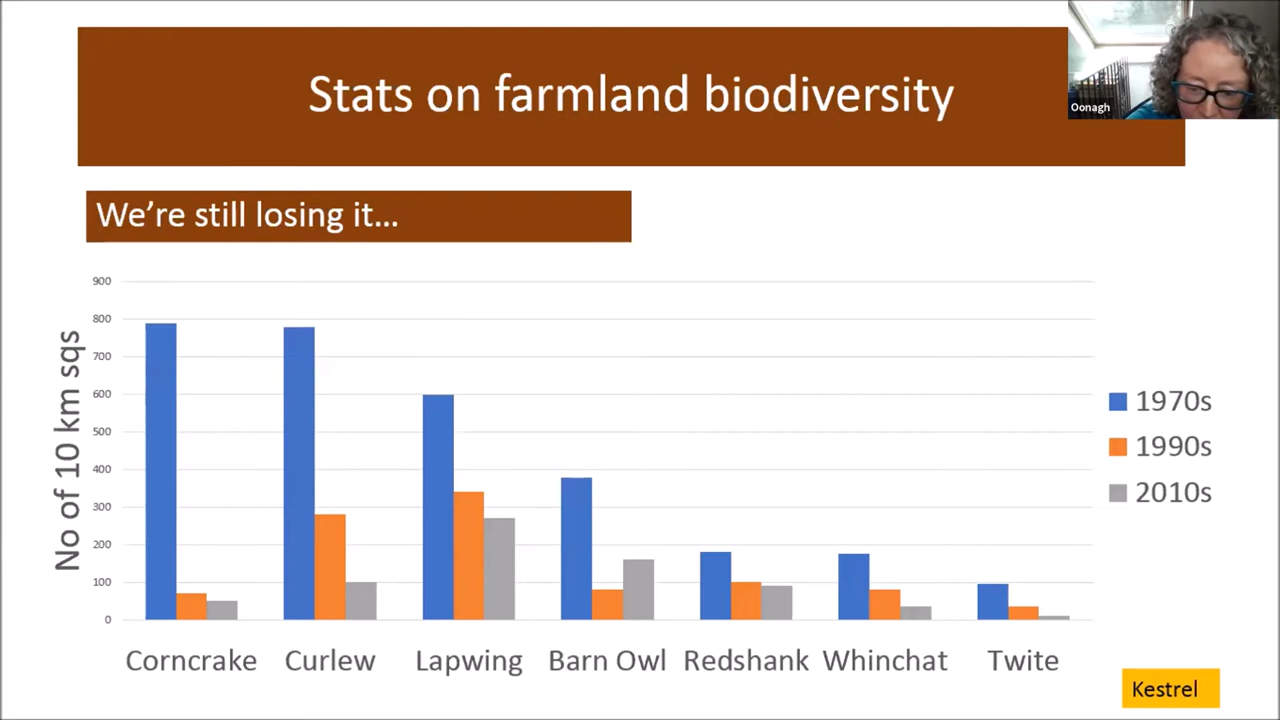 Stats on farmland biodiversity
Oonagh
We're still losing it...
900
800
700
600
500
400
300
200
100
0
No of 10 km sqs
Corncrake
Curlew
Lapwing
Barn Owl
Redshank
Whinchat
Twite
1970s
1990s
2010s
Kestrel